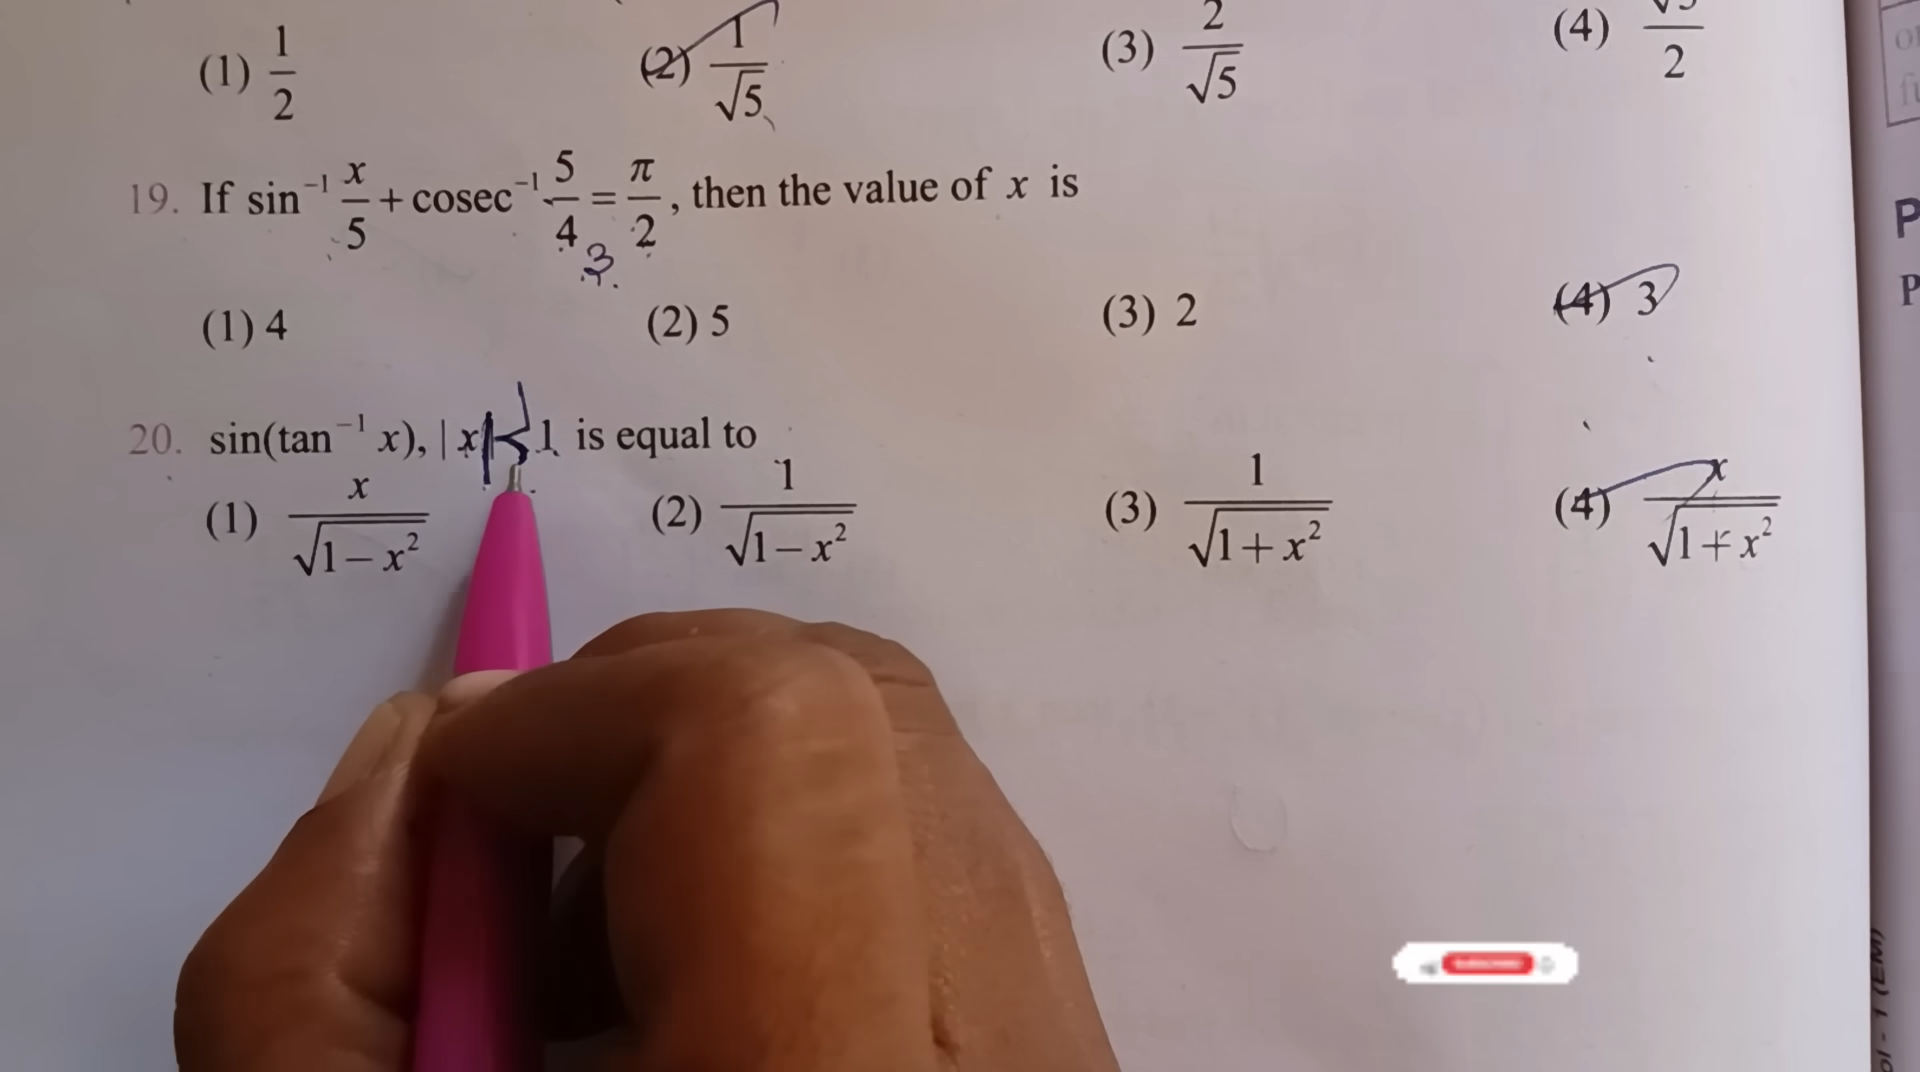 (1) 1/2 (2) 1/√5 (3) 2/√5 (4) /2
19. If sin⁻¹ x/5 + cosec⁻¹ 5/4 = π/2, then the value of x is
3
(1) 4 (2) 5 (3) 2 (4) 3
20. sin(tan⁻¹ x), |x|<1 is equal to
(1) x/√(1−x²) (2) 1/√(1−x²) (3) 1/√(1+x²) (4) x/√(1+x²)
P
P